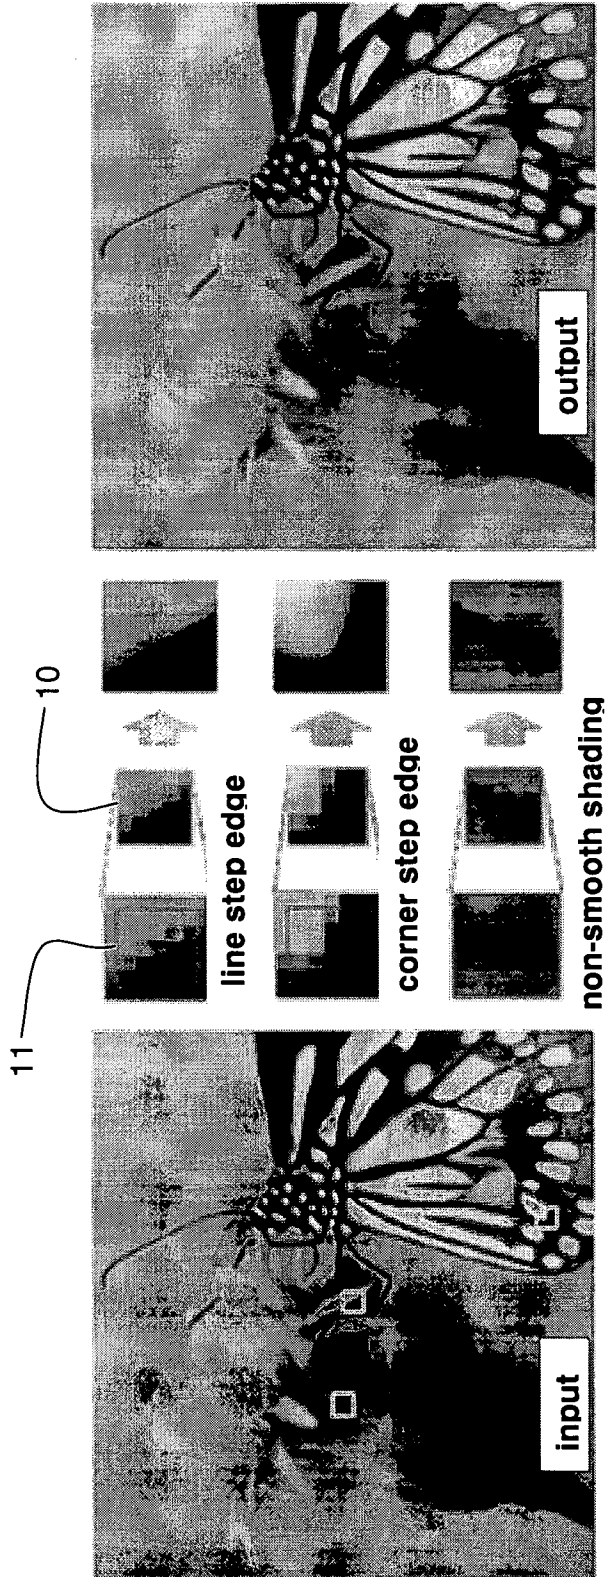 11
10
line step edge
corner step edge
non-smooth shading
input
output